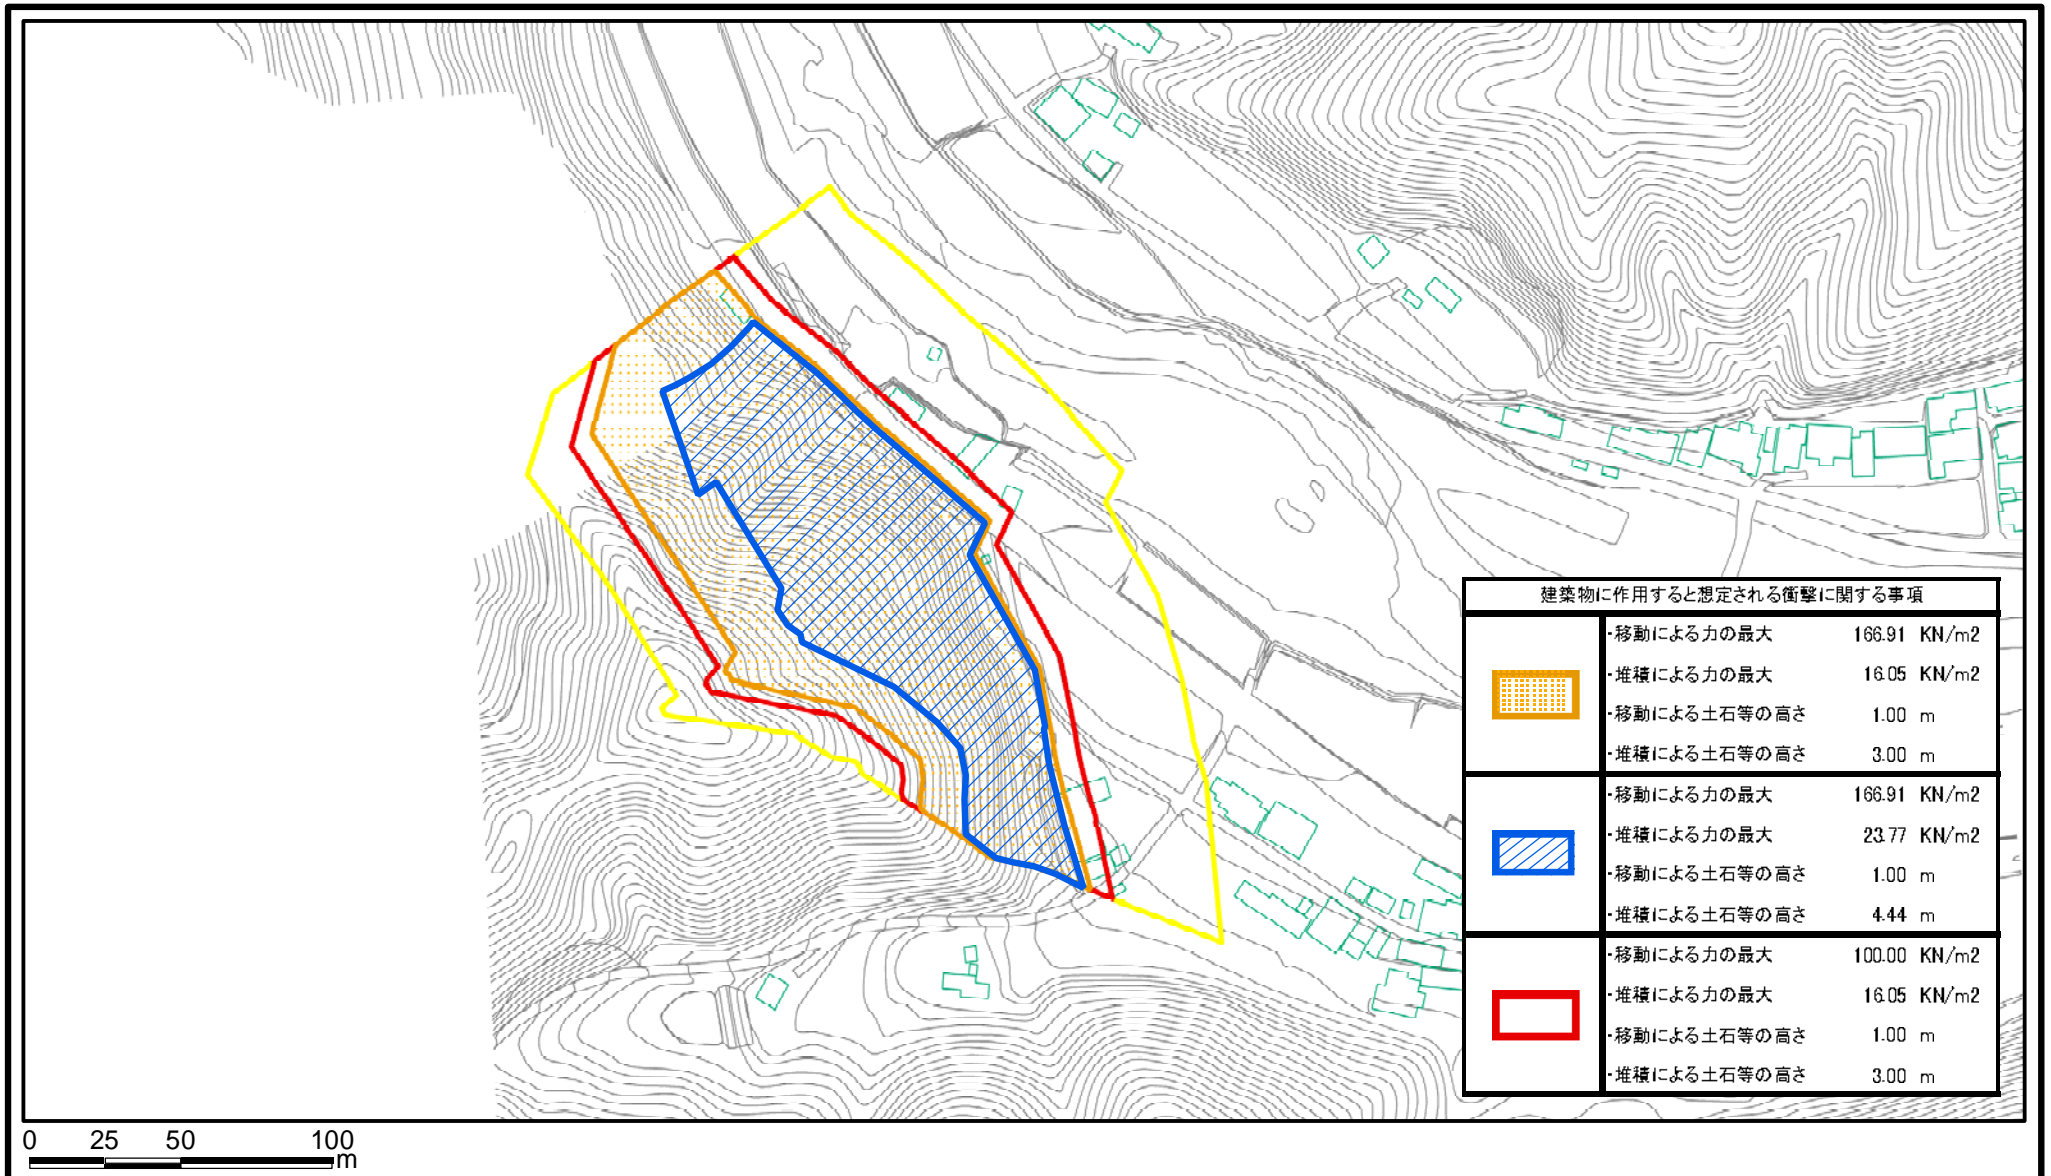 建築物に作用すると想定される衝撃に関する事項
・移動による力の最大 166.91 KN/m2
・堆積による力の最大 16.05 KN/m2
・移動による土石等の高さ 1.00 m
・堆積による土石等の高さ 3.00 m
・移動による力の最大 166.91 KN/m2
・堆積による力の最大 23.77 KN/m2
・移動による土石等の高さ 1.00 m
・堆積による土石等の高さ 4.44 m
・移動による力の最大 100.00 KN/m2
・堆積による力の最大 16.05 KN/m2
・移動による土石等の高さ 1.00 m
・堆積による土石等の高さ 3.00 m
0 25 50 100
m